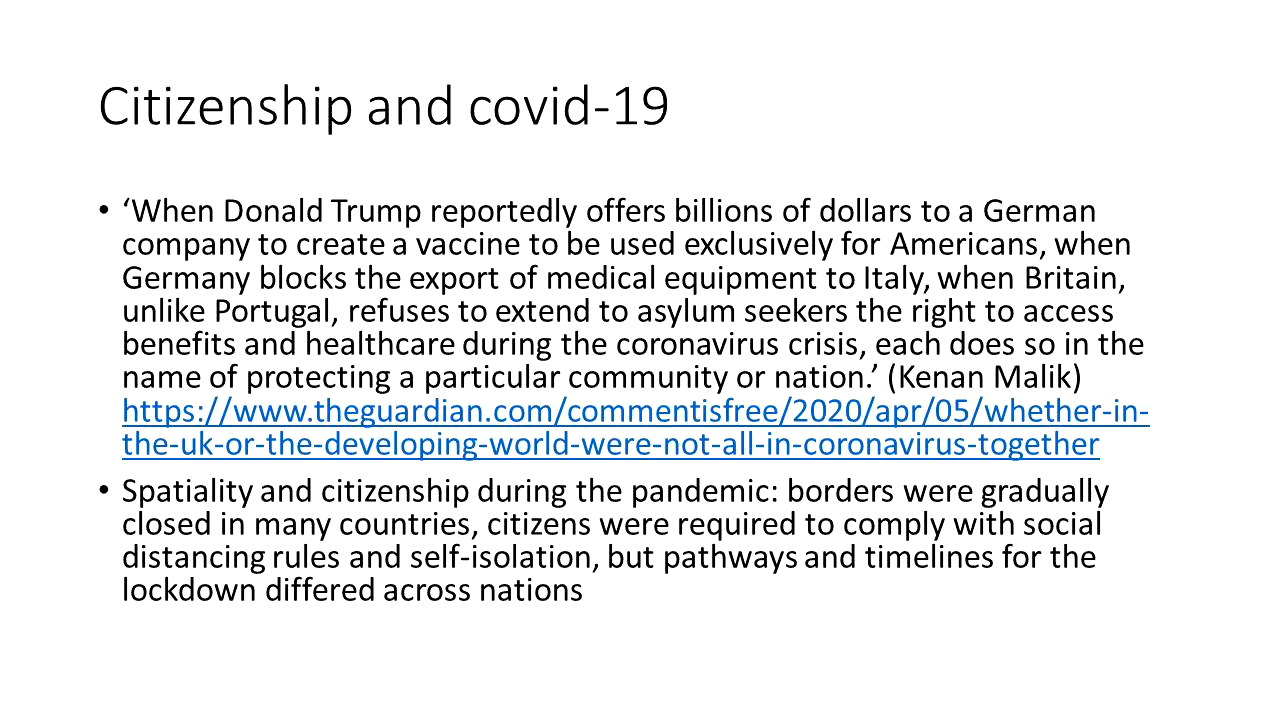 Citizenship and covid-19
• ‘When Donald Trump reportedly offers billions of dollars to a German
company to create a vaccine to be used exclusively for Americans, when
Germany blocks the export of medical equipment to Italy, when Britain,
unlike Portugal, refuses to extend to asylum seekers the right to access
benefits and healthcare during the coronavirus crisis, each does so in the
name of protecting a particular community or nation.’ (Kenan Malik)
https://www.theguardian.com/commentisfree/2020/apr/05/whether-in-
the-uk-or-the-developing-world-were-not-all-in-coronavirus-together
• Spatiality and citizenship during the pandemic: borders were gradually
closed in many countries, citizens were required to comply with social
distancing rules and self-isolation, but pathways and timelines for the
lockdown differed across nations